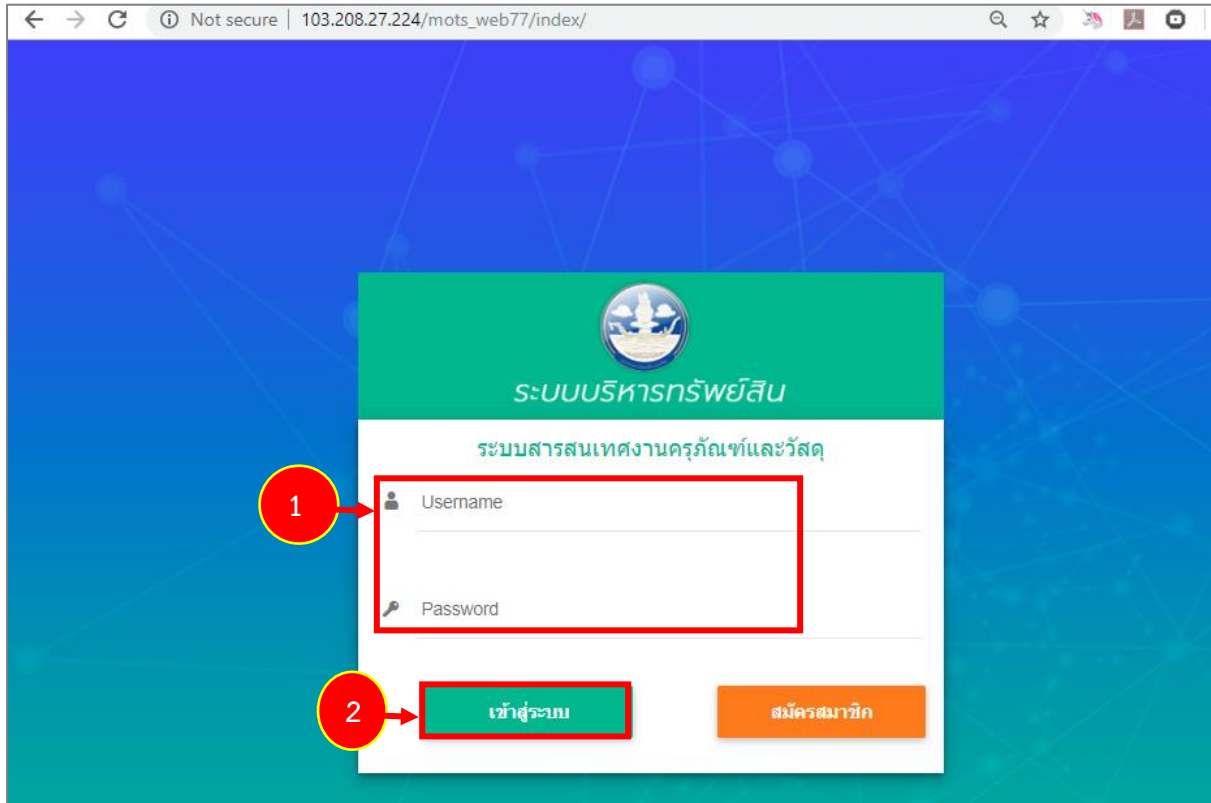 Not secure | 103.208.27.224/mots_web77/index/
ระบบบริหารทรัพย์สิน
ระบบสารสนเทศงานครุภัณฑ์และวัสดุ
1
Username
Password
2
เข้าสู่ระบบ
สมัครสมาชิก